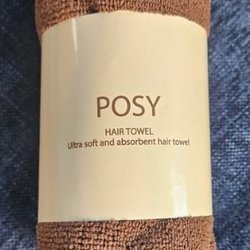 POSY
HAIR TOWEL
Ultra soft and absorbent hair towel